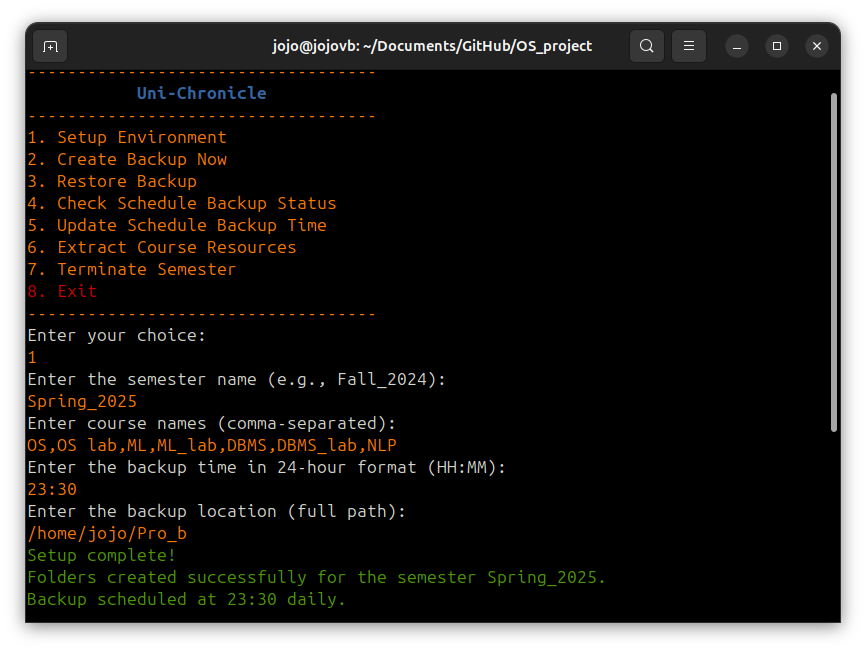 jojo@jojovb: ~/Documents/GitHub/OS_project
-----------------------------------
Uni-Chronicle
-----------------------------------
1. Setup Environment
2. Create Backup Now
3. Restore Backup
4. Check Schedule Backup Status
5. Update Schedule Backup Time
6. Extract Course Resources
7. Terminate Semester
8. Exit
-----------------------------------
Enter your choice:
1
Enter the semester name (e.g., Fall_2024):
Spring_2025
Enter course names (comma-separated):
OS,OS lab,ML,ML_lab,DBMS,DBMS_lab,NLP
Enter the backup time in 24-hour format (HH:MM):
23:30
Enter the backup location (full path):
/home/jojo/Pro_b
Setup complete!
Folders created successfully for the semester Spring_2025.
Backup scheduled at 23:30 daily.